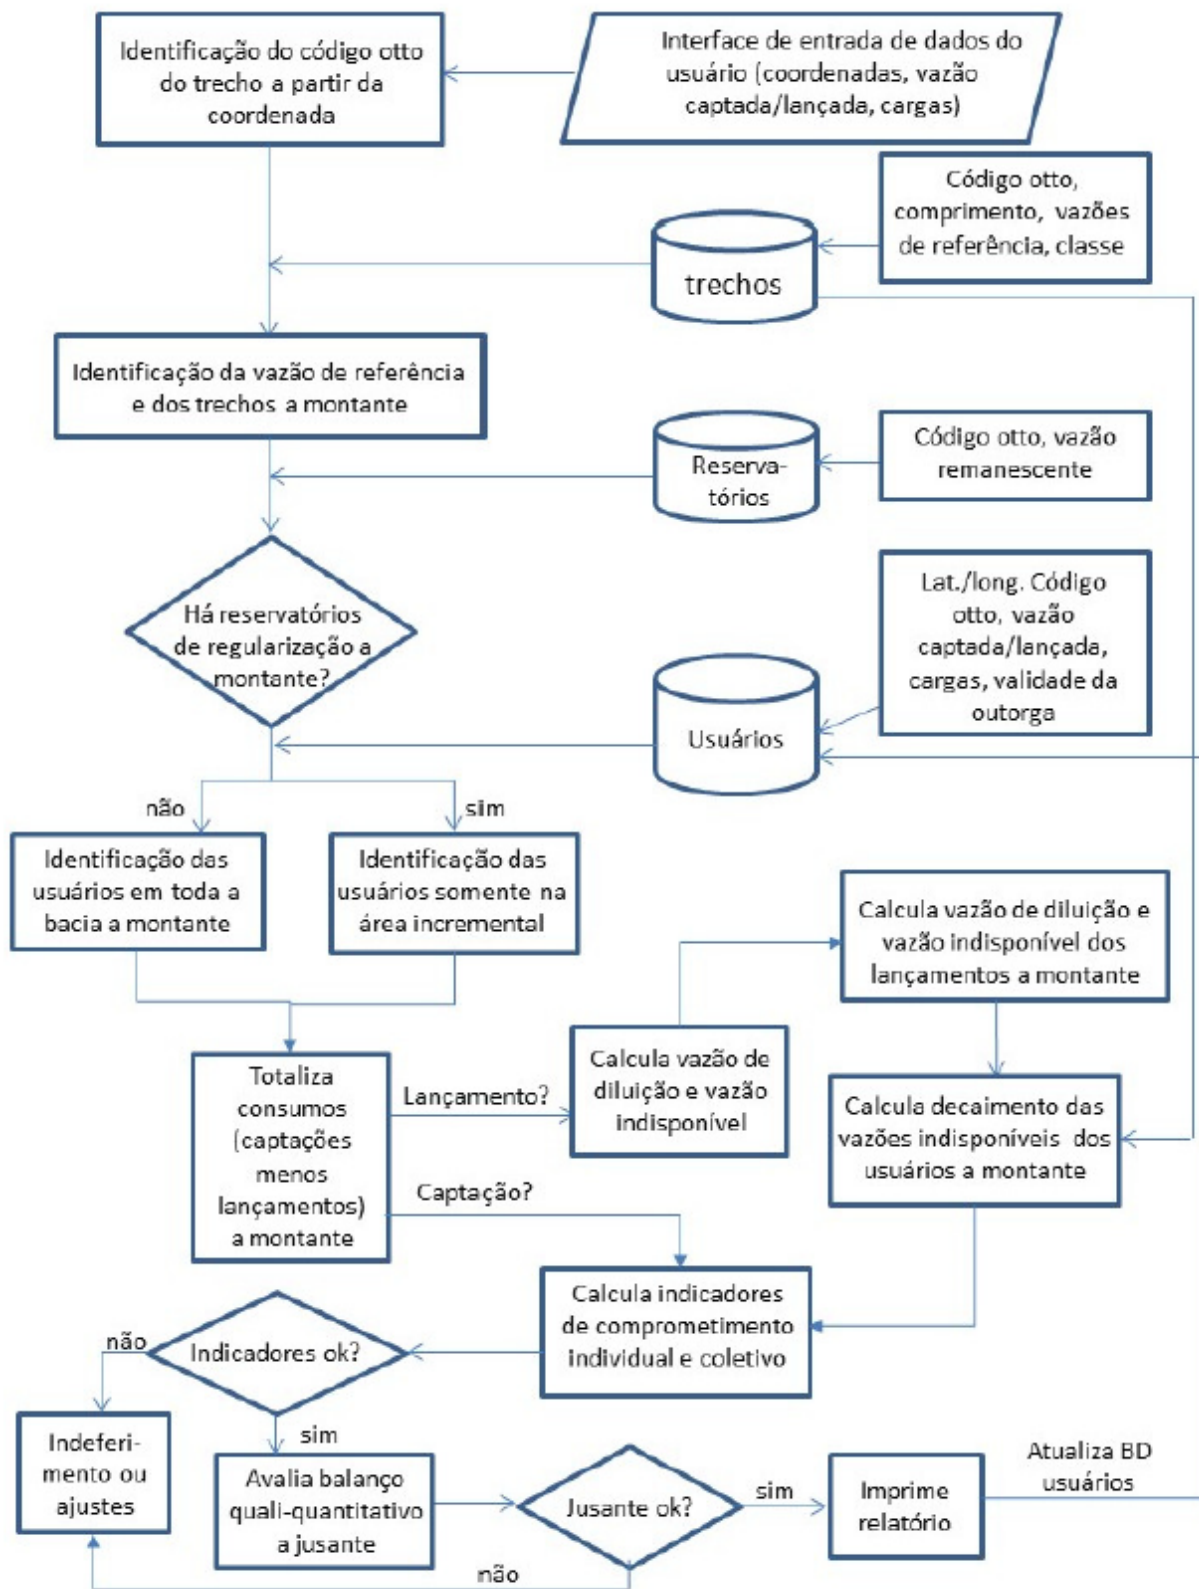 Identificação do código otto
do trecho a partir da
coordenada
Interface de entrada de dados do
usuário (coordenadas, vazão
captada/lançada, cargas)
Código otto,
comprimento, vazões
de referência, classe
trechos
Identificação da vazão de referência
e dos trechos a montante
Reserva-
tórios
Código otto, vazão
remanescente
Há reservatórios
de regularização a
montante?
Lat./long. Código
otto, vazão
captada/lançada,
cargas, validade da
outorga
Usuários
não
sim
Identificação das
usuários em toda a
bacia a montante
Identificação das
usuários somente na
área incremental
Calcula vazão de diluição e
vazão indisponível dos
lançamentos a montante
Totaliza
consumos
(captações
menos
lançamentos)
a montante
Lançamento?
Calcula vazão de
diluição e vazão
indisponível
Calcula decaimento das
vazões indisponíveis dos
usuários a montante
Captação?
Calcula indicadores
de comprometimento
individual e coletivo
Indicadores ok?
não
sim
Indeferi-
mento ou
ajustes
Avalia balanço
quali-quantitativo
a jusante
Jusante ok?
sim
não
Imprime
relatório
Atualiza BD
usuários